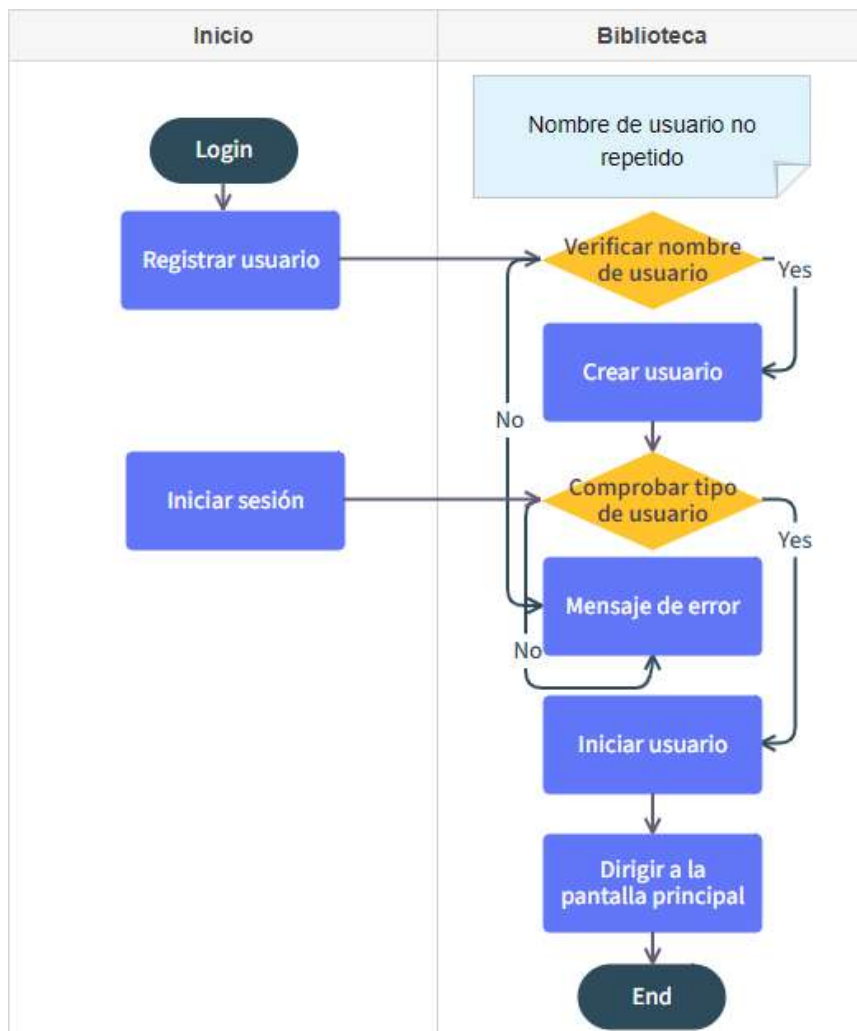 Inicio
Biblioteca
Nombre de usuario no
repetido
Login
Registrar usuario
Verificar nombre
de usuario
Yes
Crear usuario
No
Iniciar sesión
Comprobar tipo
de usuario
Yes
Mensaje de error
No
Iniciar usuario
Dirigir a la
pantalla principal
End